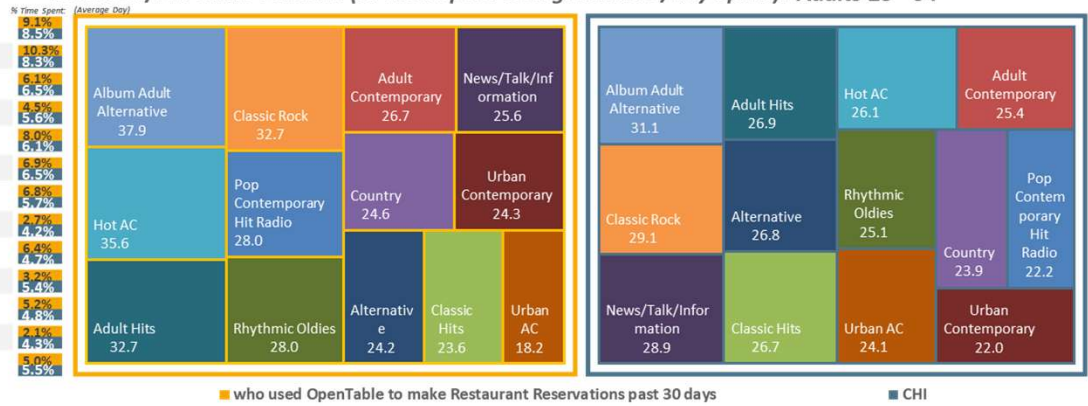 % Time Spent: (Average Day)
9.1%
8.5%
10.3%
8.3%
6.1%
6.5%
4.5%
5.6%
8.0%
6.1%
6.9%
6.5%
6.8%
5.7%
2.7%
4.2%
6.4%
4.7%
3.2%
5.4%
5.2%
4.8%
2.1%
4.3%
5.0%
5.5%
Album Adult
Alternative
37.9
Classic Rock
32.7
Adult
Contemporary
26.7
News/Talk/Inf
ormation
25.6
Hot AC
35.6
Pop
Contemporary
Hit Radio
28.0
Country
24.6
Urban
Contemporary
24.3
Adult Hits
32.7
Rhythmic Oldies
28.0
Alternativ
e
24.2
Classic
Hits
23.6
Urban
AC
18.2
Album Adult
Alternative
31.1
Adult Hits
26.9
Hot AC
26.1
Adult
Contemporary
25.4
Classic Rock
29.1
Alternative
26.8
Rhythmic
Oldies
25.1
Country
23.9
Pop
Contem
porary
Hit
Radio
22.2
News/Talk/Infor
mation
28.9
Classic Hits
26.7
Urban AC
24.1
Urban
Contemporary
22.0
who used OpenTable to make Restaurant Reservations past 30 days
CHI